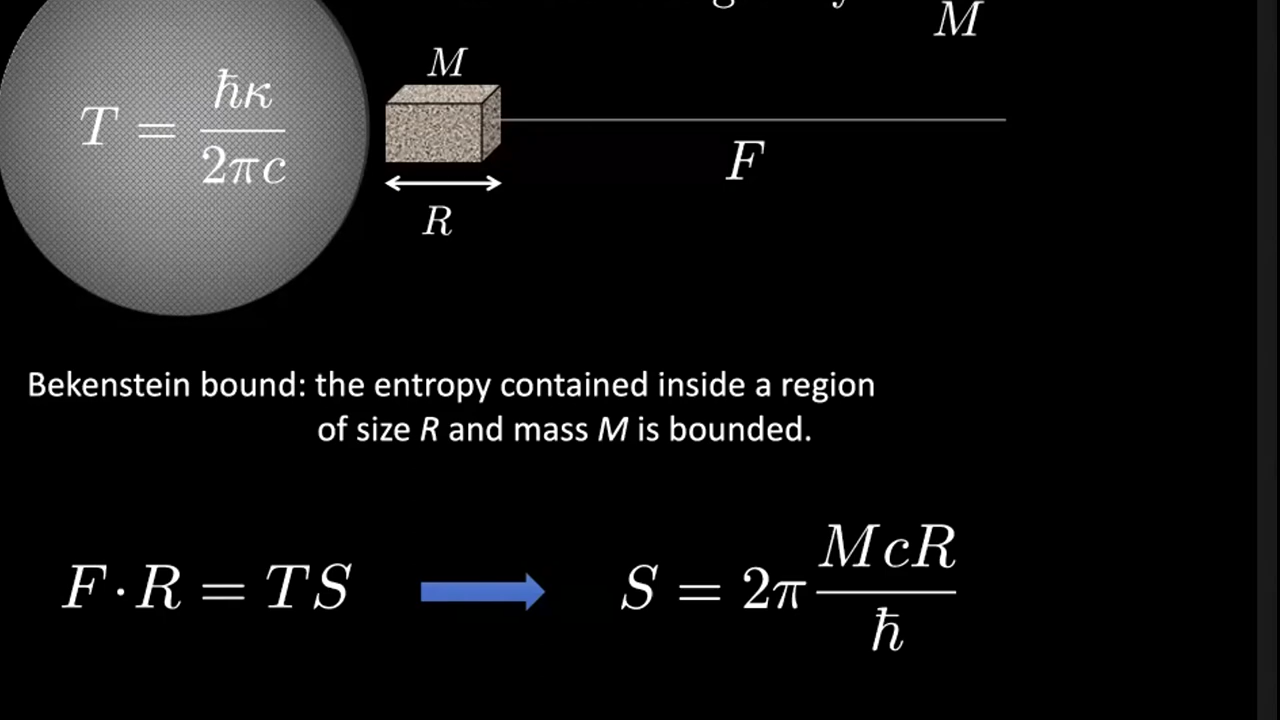 M
M
T = ħκ / 2πc
F
R
Bekenstein bound: the entropy contained inside a region
of size R and mass M is bounded.
F · R = TS
S = 2π McR / ħ